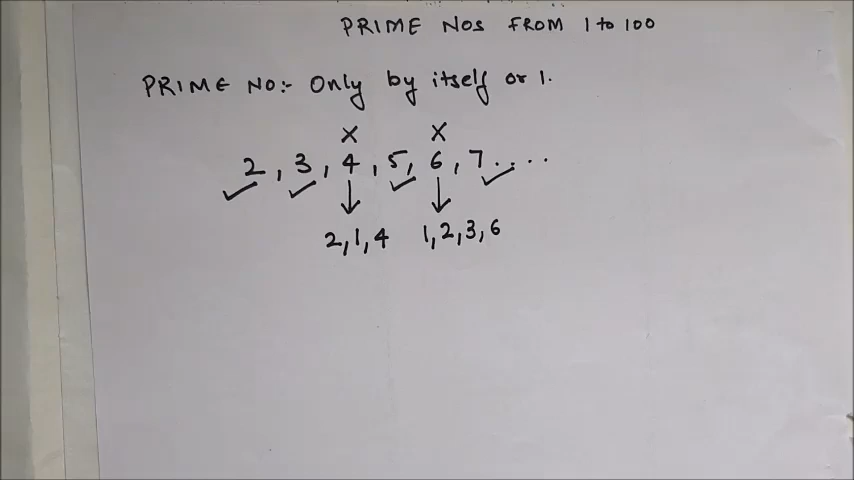 PRIME NOS FROM 1 to 100
PRIME NO:- Only by itself or 1.
x x
2, 3, 4, 5, 6, 7....
2,1,4 1,2,3,6